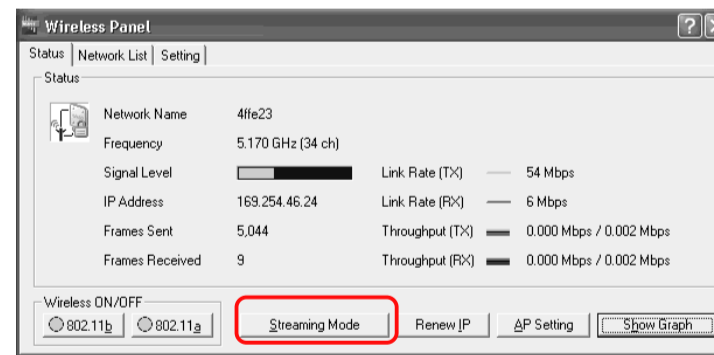 Wireless Panel
Status Network List Setting
Status
Network Name 4ffe23
Frequency 5.170 GHz (34 ch)
Signal Level Link Rate (TX) 54 Mbps
IP Address 169.254.46.24 Link Rate (RX) 6 Mbps
Frames Sent 5,044 Throughput (TX) 0.000 Mbps / 0.002 Mbps
Frames Received 9 Throughput (RX) 0.000 Mbps / 0.002 Mbps
Wireless ON/OFF
802.11b 802.11a Streaming Mode Renew IP AP Setting Show Graph